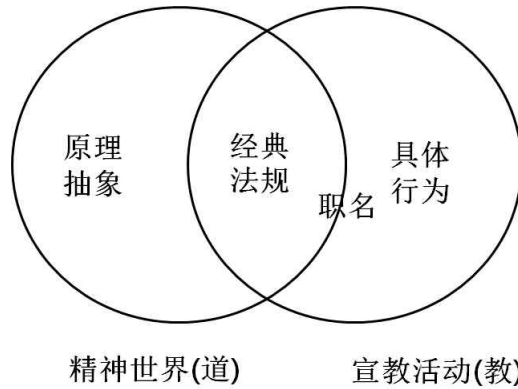 原理
抽象
经典
法规
具体
行为
职名
精神世界(道)
宣教活动(教)